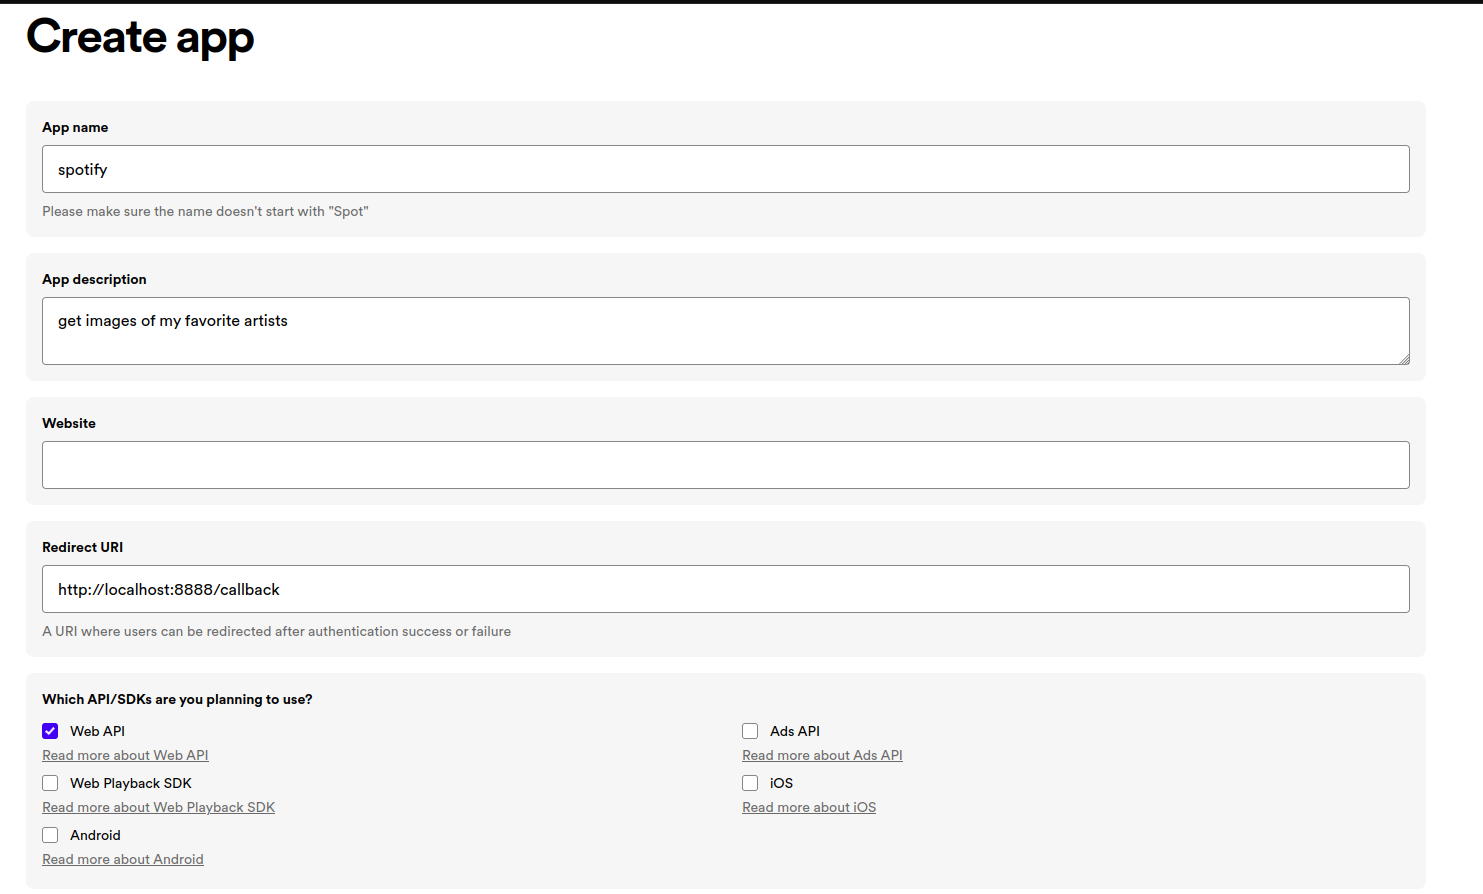 Create app
App name
spotify
Please make sure the name doesn't start with "Spot"
App description
get images of my favorite artists
Website
Redirect URI
http://localhost:8888/callback
A URI where users can be redirected after authentication success or failure
Which API/SDKs are you planning to use?
Web API
Read more about Web API
Web Playback SDK
Read more about Web Playback SDK
Android
Read more about Android
Ads API
Read more about Ads API
iOS
Read more about iOS